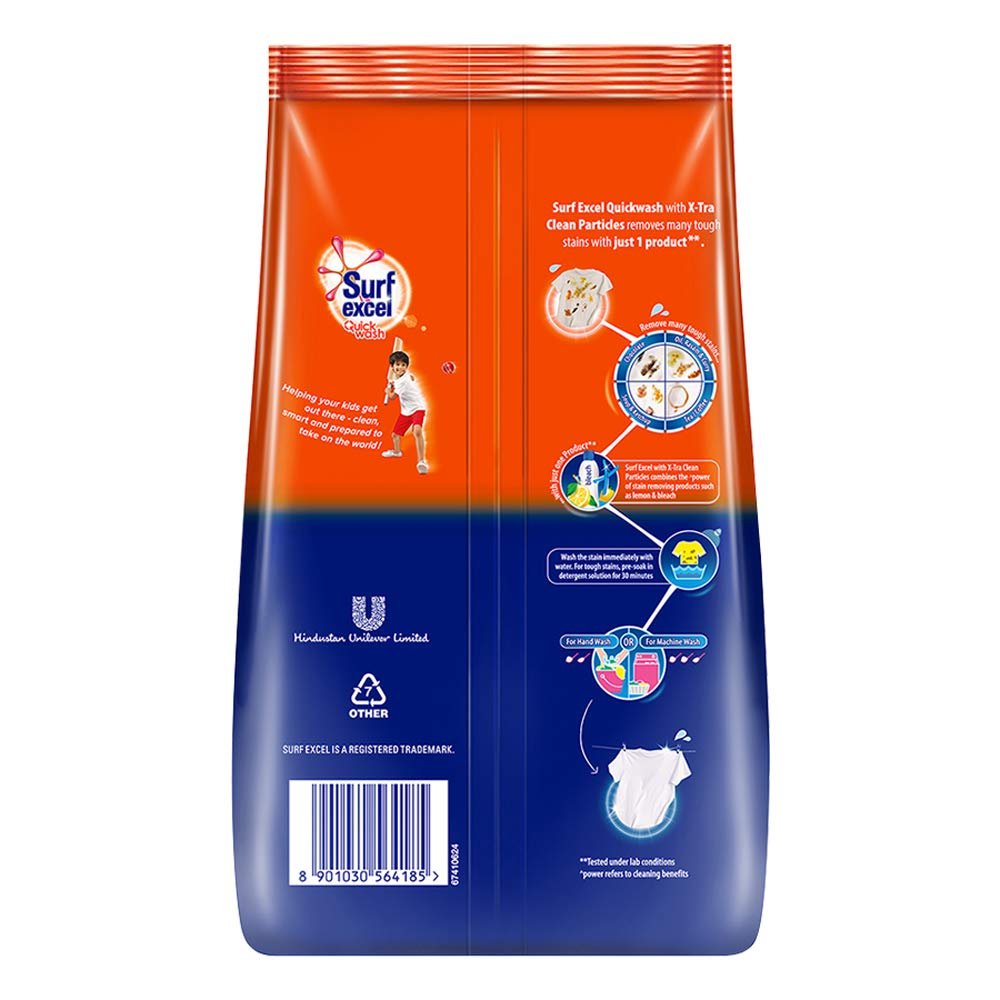 Surf
excel
Quick
wash
Helping your kids get
out there - clean,
smart and prepared to
take on the world!
Hindustan Unilever Limited
7
OTHER
SURF EXCEL IS A REGISTERED TRADEMARK.
8 901030 564185 >
67410624
Surf Excel Quickwash with X-Tra
Clean Particles removes many tough
stains with just 1 product**.
Remove many tough stains...
Chocolate
Oil, Rasam & Curry
Soup & Ketchup
Tea / Coffee
...with just one Product**
bleach
Surf Excel with X-Tra Clean
Particles combines the ^power
of stain removing products such
as lemon & bleach
Wash the stain immediately with
water. For tough stains, pre-soak in
detergent solution for 30 minutes
For Hand Wash OR For Machine Wash
**Tested under lab conditions
^power refers to cleaning benefits